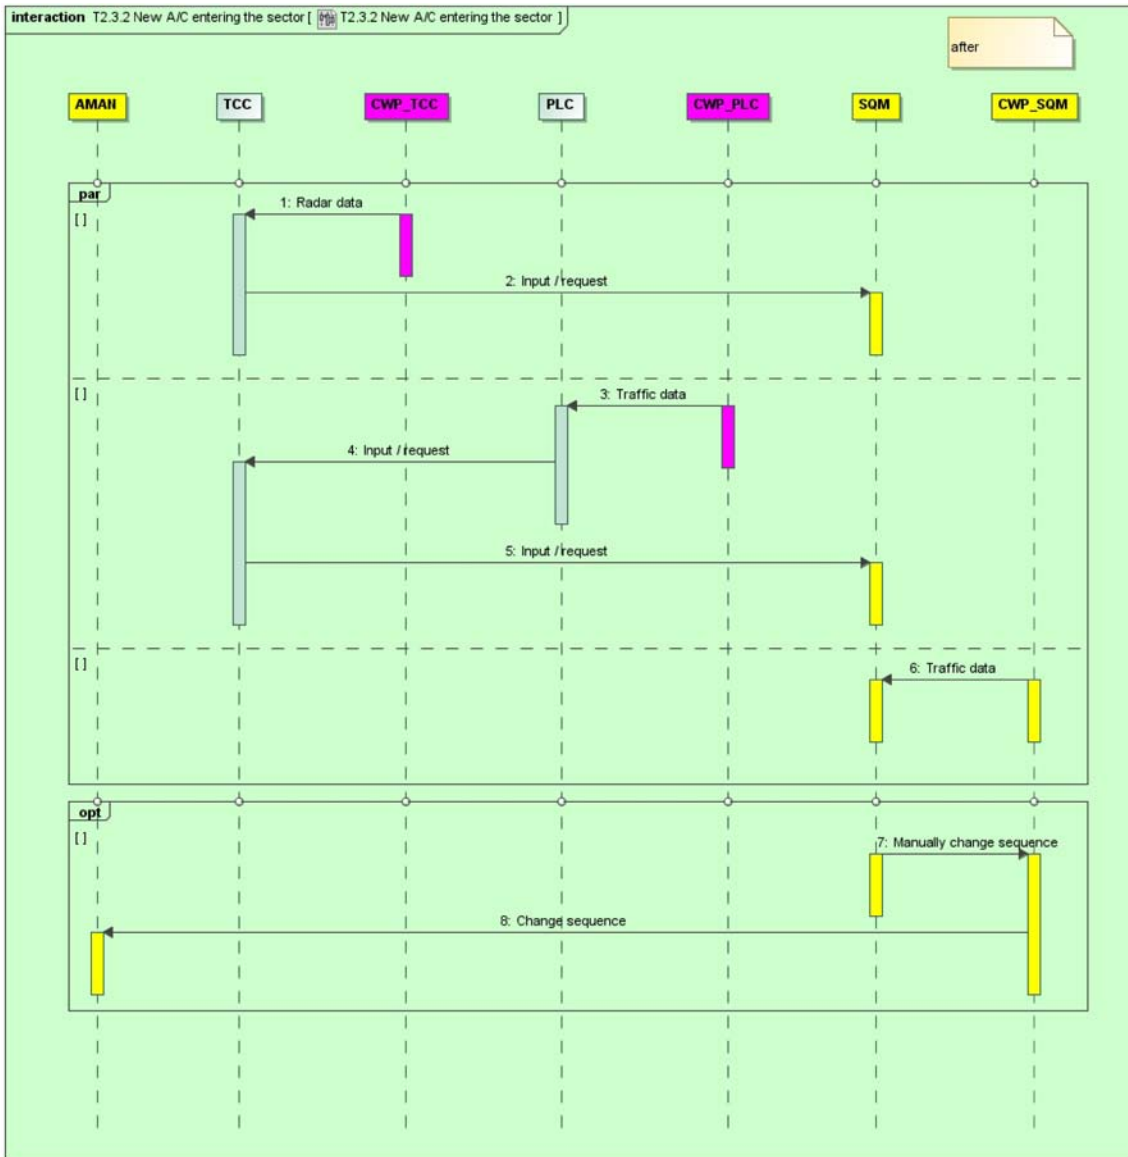 interaction T2.3.2 New A/C entering the sector [ T2.3.2 New A/C entering the sector ]
after
AMAN TCC CWP_TCC PLC CWP_PLC SQM CWP_SQM
par
1: Radar data
[ ]
2: Input / request
[ ]
3: Traffic data
4: Input / request
5: Input / request
[ ]
6: Traffic data
opt
[ ]
7: Manually change sequence
8: Change sequence